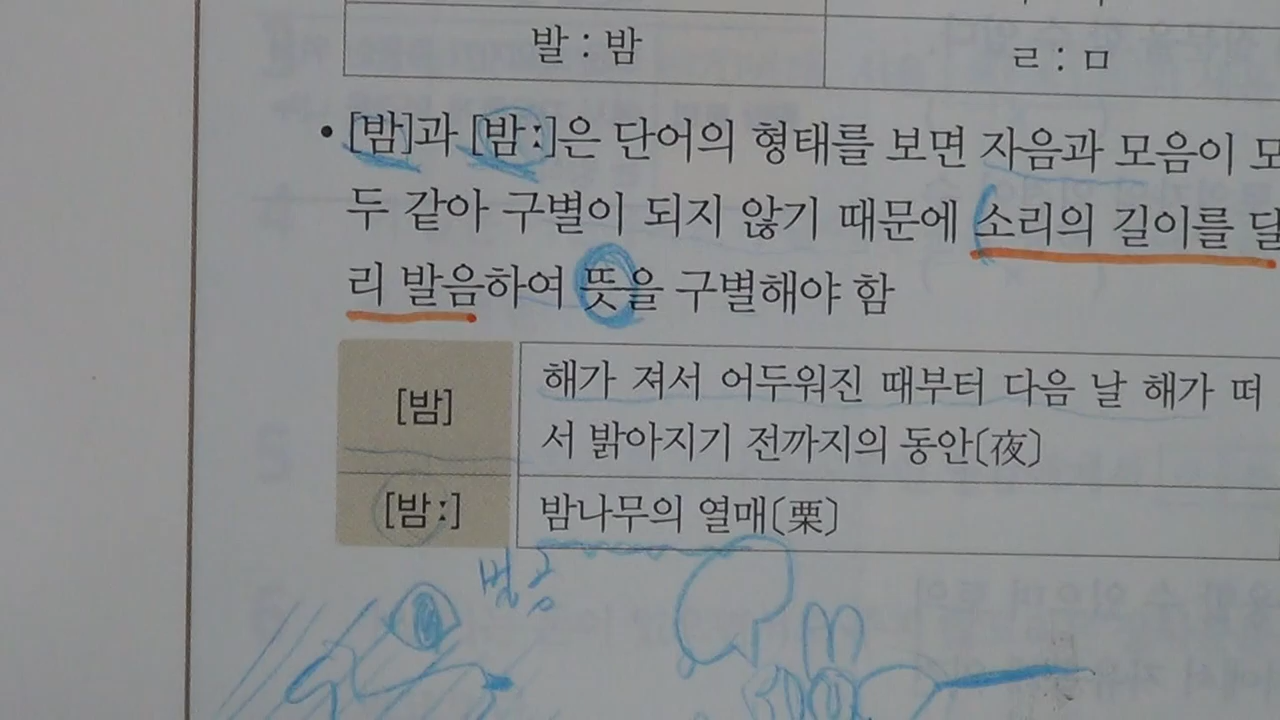 발 : 밤
ㄹ : ㅁ
• [밤]과 [밤ː]은 단어의 형태를 보면 자음과 모음이 모
두 같아 구별이 되지 않기 때문에 소리의 길이를 달
리 발음하여 뜻을 구별해야 함
[밤]
해가 져서 어두워진 때부터 다음 날 해가 떠
서 밝아지기 전까지의 동안〔夜〕
[밤ː]
밤나무의 열매〔栗〕